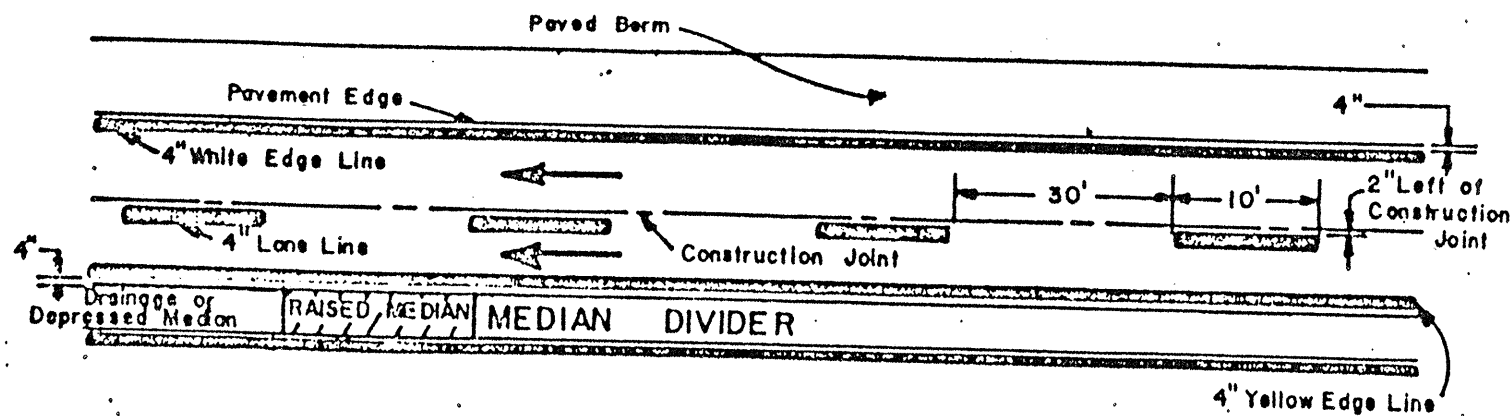 Paved Berm
Pavement Edge
4"
4" White Edge Line
30'
10'
2" Left of
Construction
Joint
4" Lane Line
Construction Joint
4"
Drainage or
Depressed Median
RAISED MEDIAN
MEDIAN DIVIDER
4" Yellow Edge Line